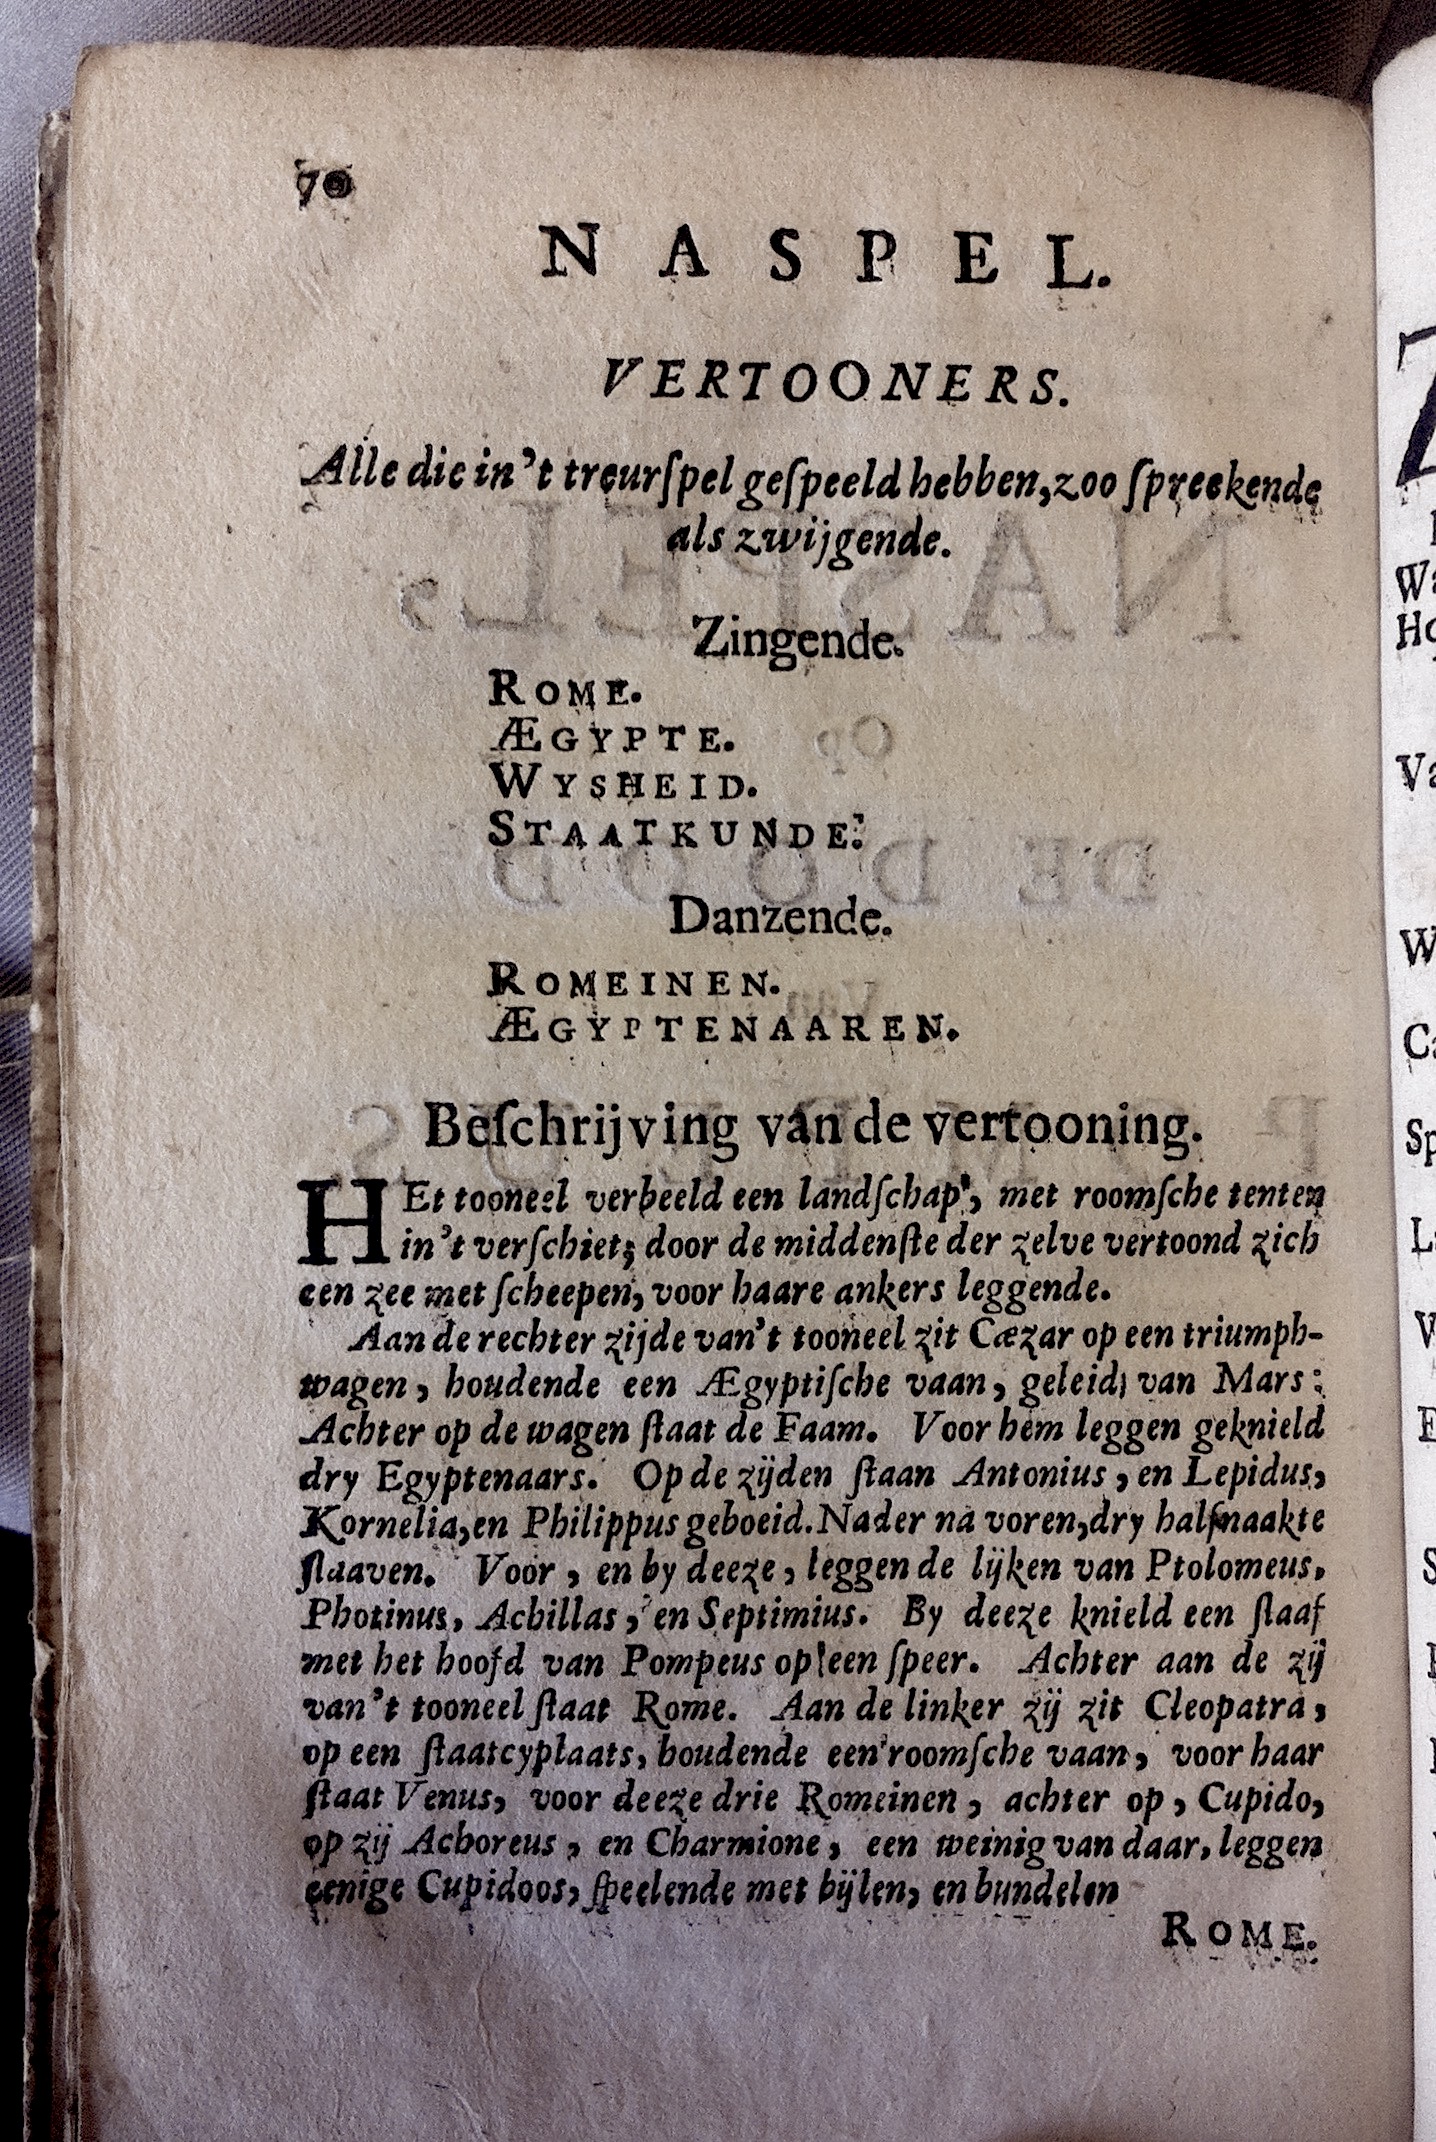 70
NASPEL.
VERTOONERS.
Alle die in 't treurſpel geſpeeld hebben, zoo ſpreekende
als zwijgende.
Zingende.
ROME.
ÆGYPTE.
WYSHEID.
STAATKUNDE.
Danzende.
ROMEINEN.
ÆGYPTENAAREN.
Beſchrijving van de vertooning.
HEt tooneel verbeeld een landſchap, met roomſche tenten
in 't verſchiet; door de middenſte der zelve vertoond zich
een zee met ſcheepen, voor haare ankers leggende.
Aan de rechter zijde van 't tooneel zit Cæzar op een triumph-
wagen, houdende een Ægyptiſche vaan, geleid van Mars:
Achter op de wagen ſtaat de Faam. Voor hem leggen geknield
dry Egyptenaars. Op de zijden ſtaan Antonius, en Lepidus,
Kornelia, en Philippus geboeid. Nader na voren, dry halfnaakte
ſlaaven. Voor, en by deeze, leggen de lijken van Ptolomeus,
Photinus, Achillas, en Septimius. By deeze knield een ſlaaf
met het hoofd van Pompeus op een ſpeer. Achter aan de zij
van 't tooneel ſtaat Rome. Aan de linker zij zit Cleopatra,
op een ſtaatcyplaats, houdende een roomſche vaan, voor haar
ſtaat Venus, voor deeze drie Romeinen, achter op, Cupido,
op zij Achoreus, en Charmione, een weinig van daar, leggen
eenige Cupidoos, ſpeelende met bijlen, en bundelen
ROME.